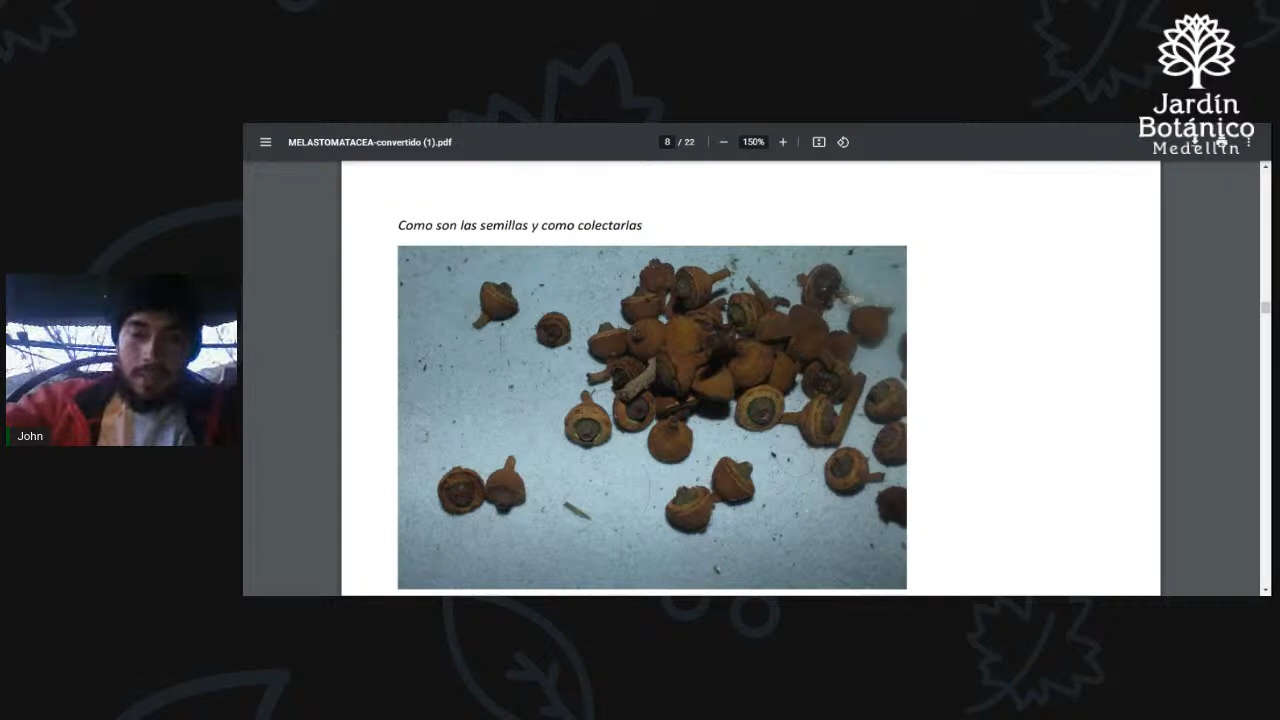 Jardín
Botánico
Medellín
MELASTOMATACEA-convertido (1).pdf
8 / 22
150%
Como son las semillas y como colectarlas
John